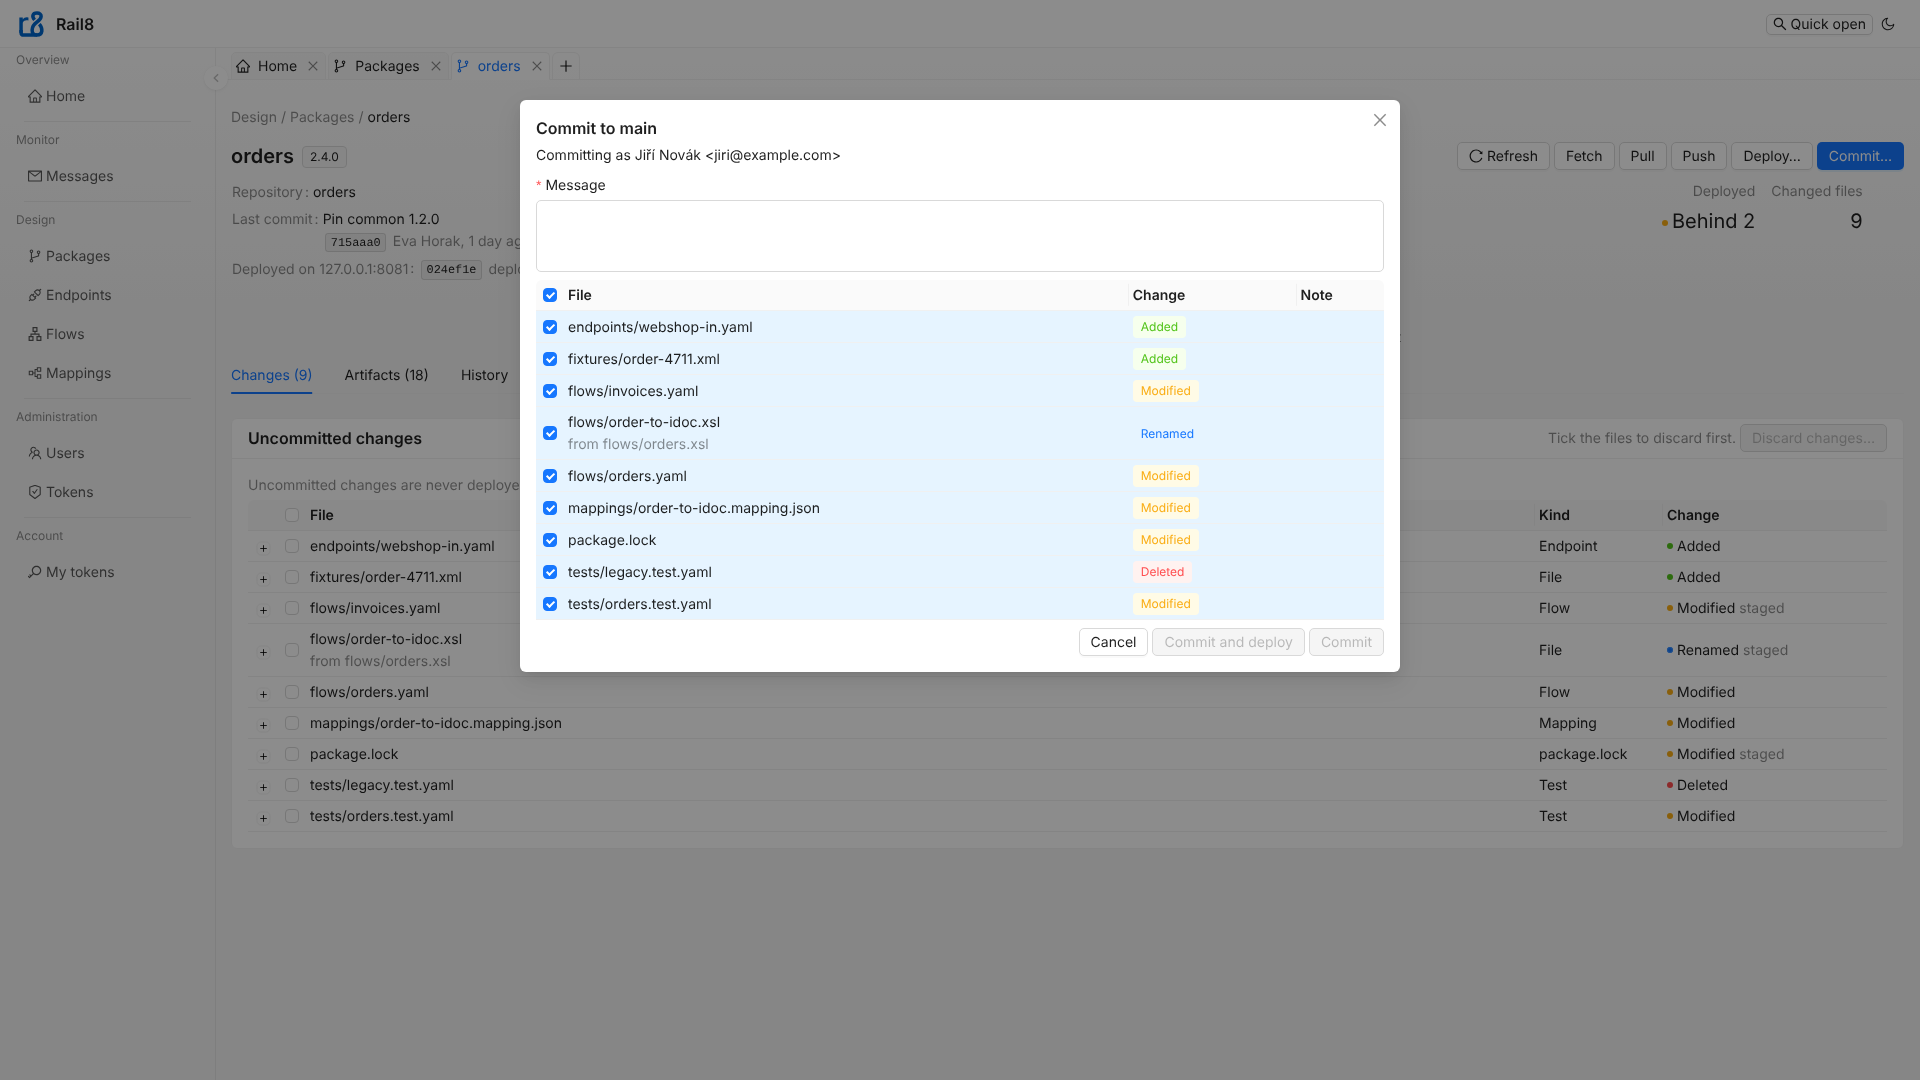 Rail8
Quick open
Overview
Home
Monitor
Messages
Design
Packages
Endpoints
Flows
Mappings
Administration
Users
Tokens
Account
My tokens
Home
Packages
orders
Design / Packages / orders
orders 2.4.0
Refresh
Fetch
Pull
Push
Deploy...
Commit...
Repository: orders
Last commit: Pin common 1.2.0
715aaa0 Eva Horak, 1 day ag
Deployed on 127.0.0.1:8081: 024ef1e deplo
Deployed
Behind 2
Changed files
9
Changes (9)
Artifacts (18)
History
Uncommitted changes
Tick the files to discard first.
Discard changes...
Uncommitted changes are never deploye
File Kind Change
endpoints/webshop-in.yaml Endpoint Added
fixtures/order-4711.xml File Added
flows/invoices.yaml Flow Modified staged
flows/order-to-idoc.xsl File Renamed staged
from flows/orders.xsl
flows/orders.yaml Flow Modified
mappings/order-to-idoc.mapping.json Mapping Modified
package.lock package.lock Modified staged
tests/legacy.test.yaml Test Deleted
tests/orders.test.yaml Test Modified
Commit to main
Committing as Jiří Novák <jiri@example.com>
* Message
File Change Note
endpoints/webshop-in.yaml Added
fixtures/order-4711.xml Added
flows/invoices.yaml Modified
flows/order-to-idoc.xsl Renamed
from flows/orders.xsl
flows/orders.yaml Modified
mappings/order-to-idoc.mapping.json Modified
package.lock Modified
tests/legacy.test.yaml Deleted
tests/orders.test.yaml Modified
Cancel
Commit and deploy
Commit